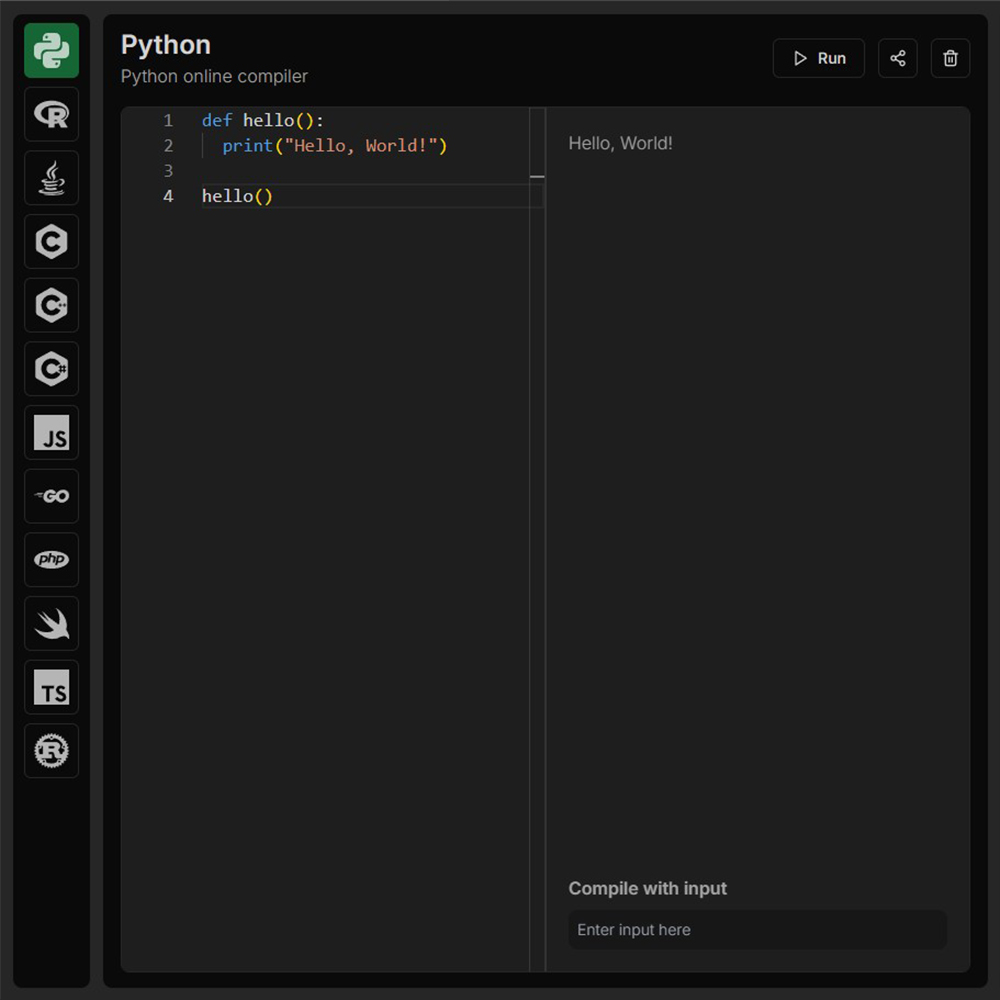 Python
Python online compiler
Run
1 def hello():
2   print("Hello, World!")
3
4 hello()
Hello, World!
Compile with input
Enter input here
R
C
C++
C#
JS
GO
php
TS
R